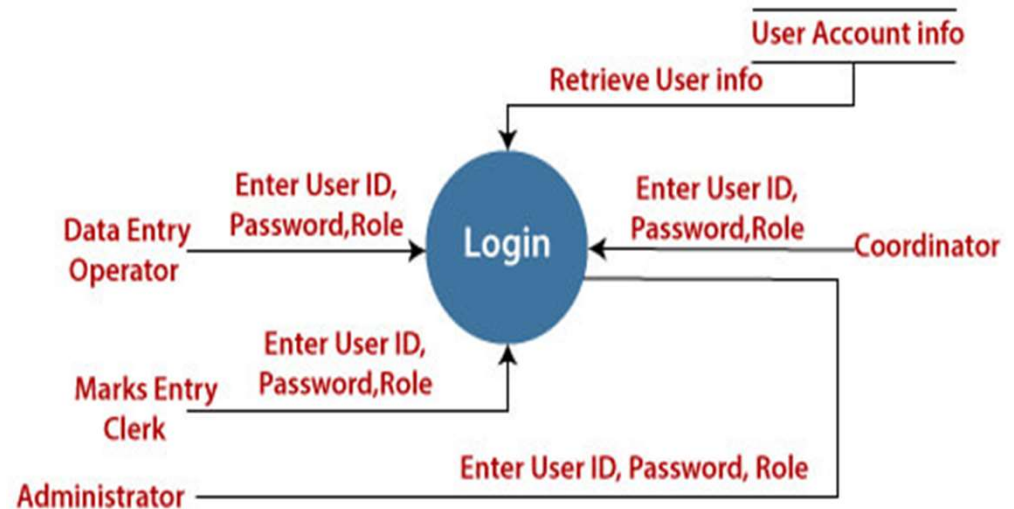 User Account info
Retrieve User info
Enter User ID,
Password,Role
Data Entry
Operator
Login
Enter User ID,
Password,Role
Coordinator
Enter User ID,
Password,Role
Marks Entry
Clerk
Enter User ID, Password, Role
Administrator